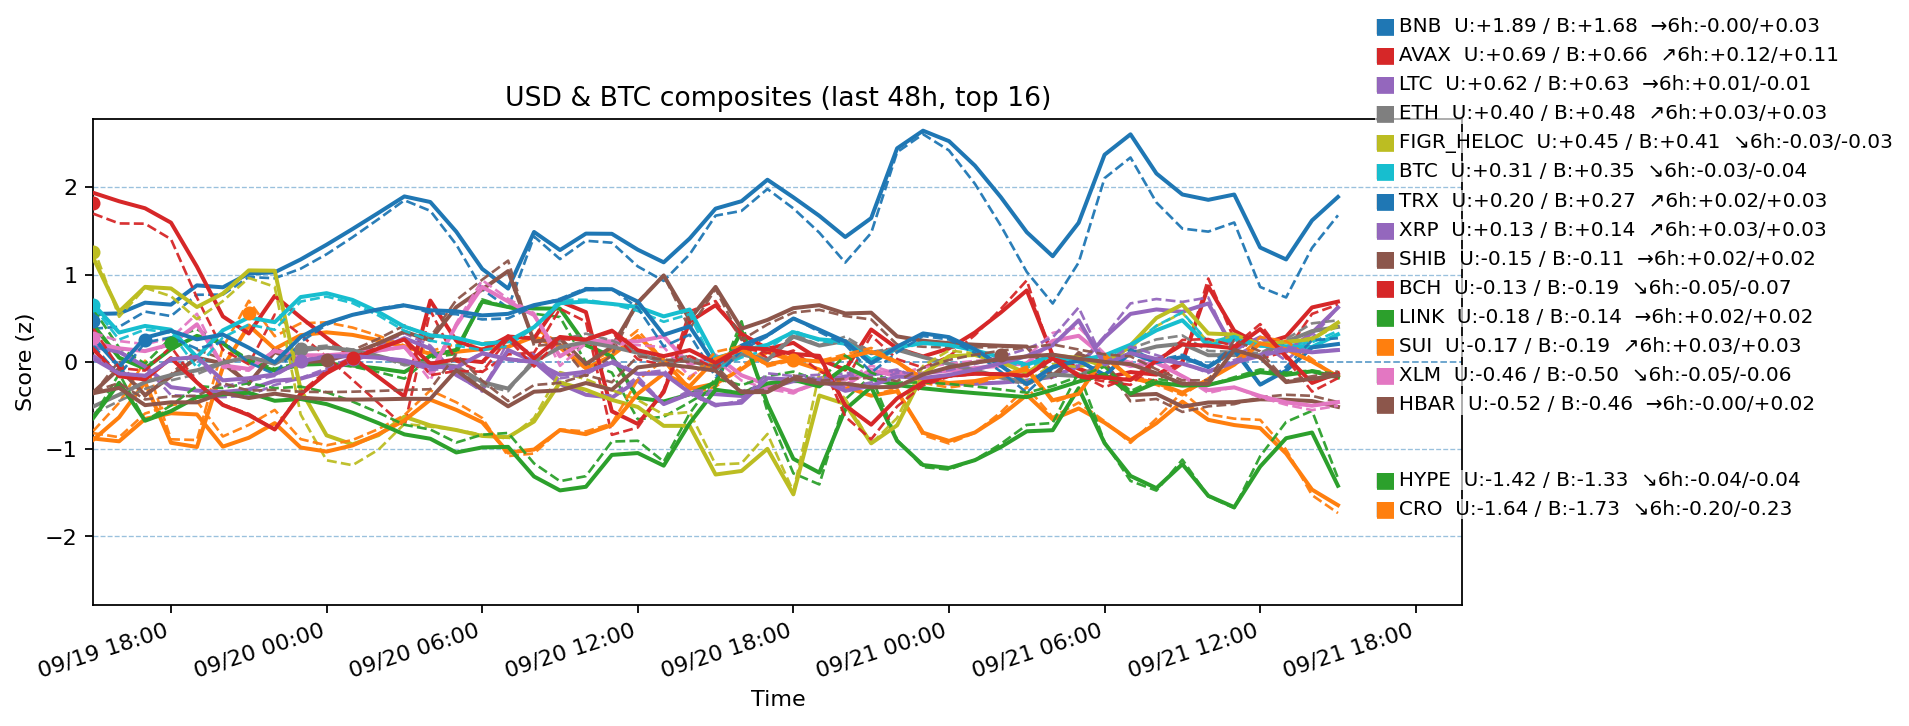 BNB U:+1.89 / B:+1.68 →6h:-0.00/+0.03
AVAX U:+0.69 / B:+0.66 ↗6h:+0.12/+0.11
LTC U:+0.62 / B:+0.63 →6h:+0.01/-0.01
ETH U:+0.40 / B:+0.48 ↗6h:+0.03/+0.03
FIGR_HELOC U:+0.45 / B:+0.41 ↘6h:-0.03/-0.03
BTC U:+0.31 / B:+0.35 ↘6h:-0.03/-0.04
TRX U:+0.20 / B:+0.27 ↗6h:+0.02/+0.03
XRP U:+0.13 / B:+0.14 ↗6h:+0.03/+0.03
SHIB U:-0.15 / B:-0.11 →6h:+0.02/+0.02
BCH U:-0.13 / B:-0.19 ↘6h:-0.05/-0.07
LINK U:-0.18 / B:-0.14 →6h:+0.02/+0.02
SUI U:-0.17 / B:-0.19 ↗6h:+0.03/+0.03
XLM U:-0.46 / B:-0.50 ↘6h:-0.05/-0.06
HBAR U:-0.52 / B:-0.46 →6h:-0.00/+0.02
HYPE U:-1.42 / B:-1.33 ↘6h:-0.04/-0.04
CRO U:-1.64 / B:-1.73 ↘6h:-0.20/-0.23
USD & BTC composites (last 48h, top 16)
Score (z)
2
1
0
−1
−2
09/19 18:00
09/20 00:00
09/20 06:00
09/20 12:00
09/20 18:00
09/21 00:00
09/21 06:00
09/21 12:00
09/21 18:00
Time